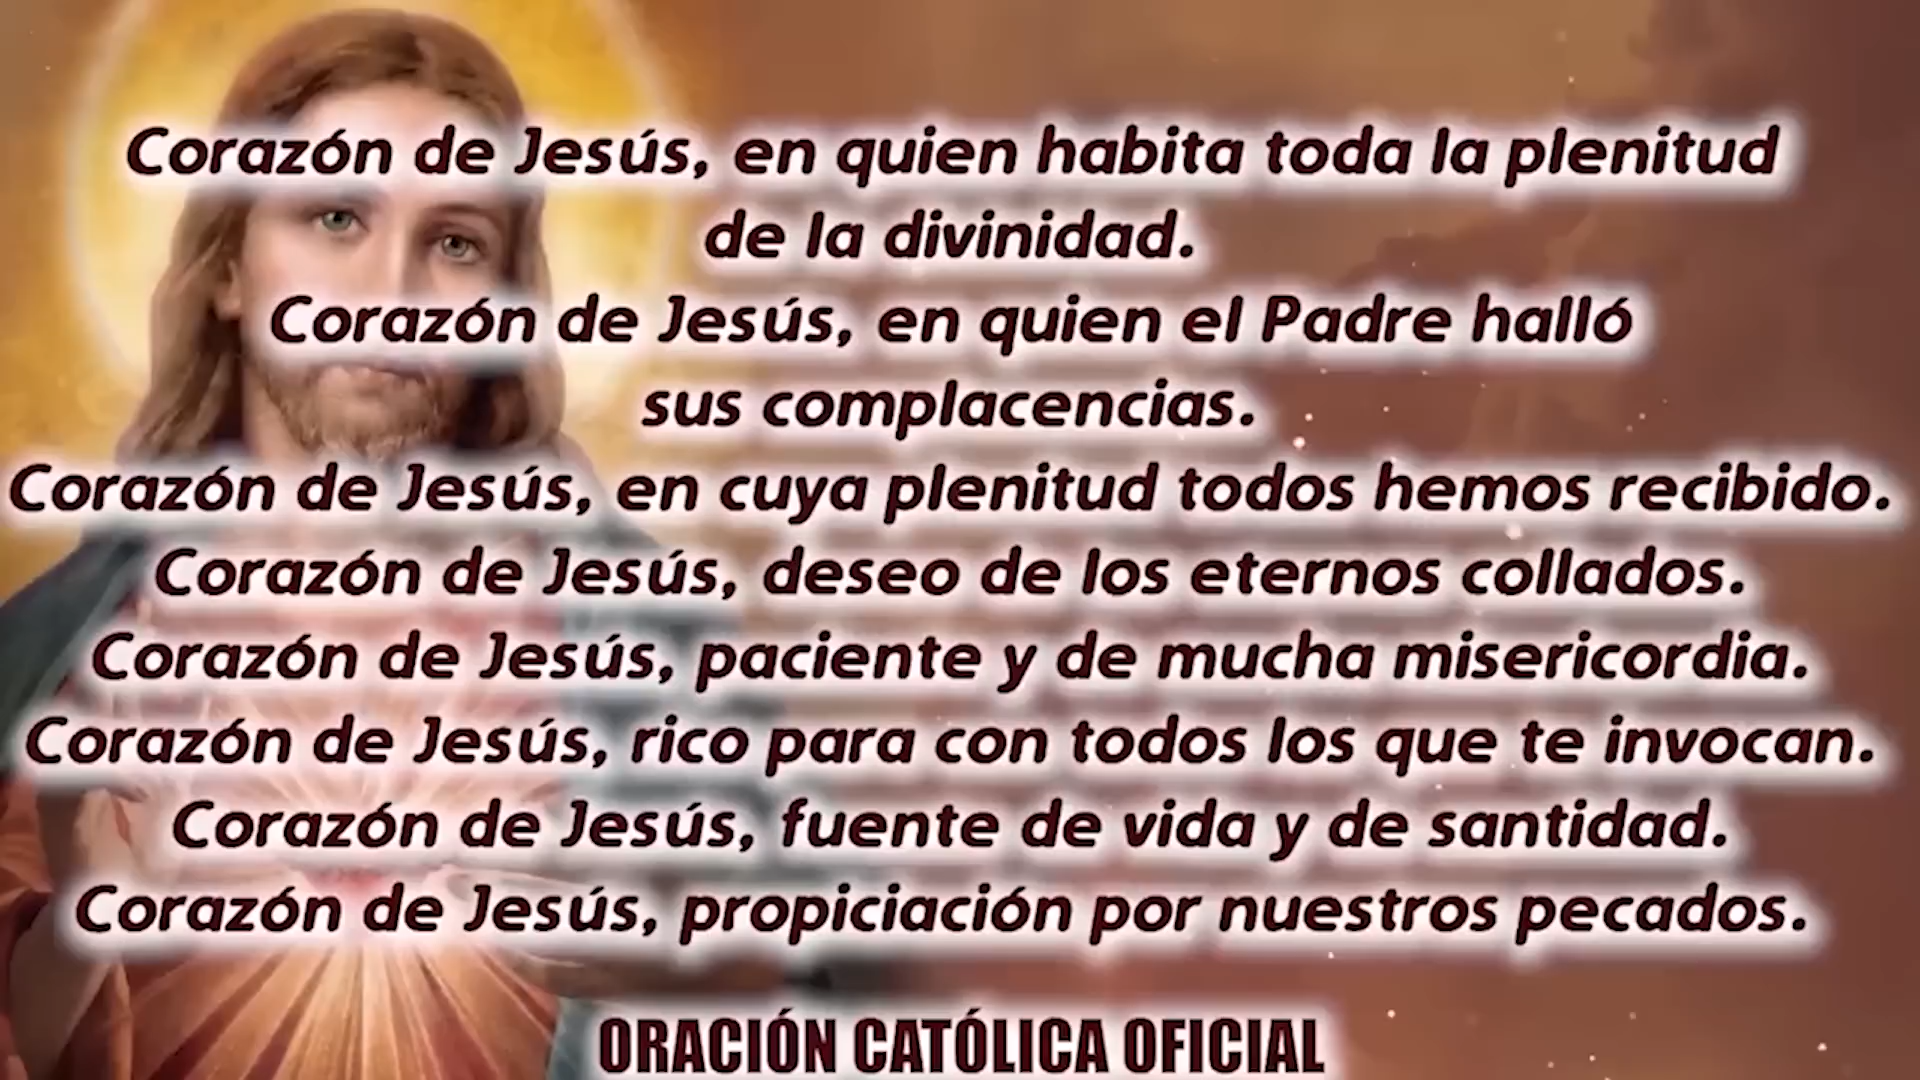 Corazón de Jesús, en quien habita toda la plenitud
de la divinidad.
Corazón de Jesús, en quien el Padre halló
sus complacencias.
Corazón de Jesús, en cuya plenitud todos hemos recibido.
Corazón de Jesús, deseo de los eternos collados.
Corazón de Jesús, paciente y de mucha misericordia.
Corazón de Jesús, rico para con todos los que te invocan.
Corazón de Jesús, fuente de vida y de santidad.
Corazón de Jesús, propiciación por nuestros pecados.
ORACIÓN CATÓLICA OFICIAL